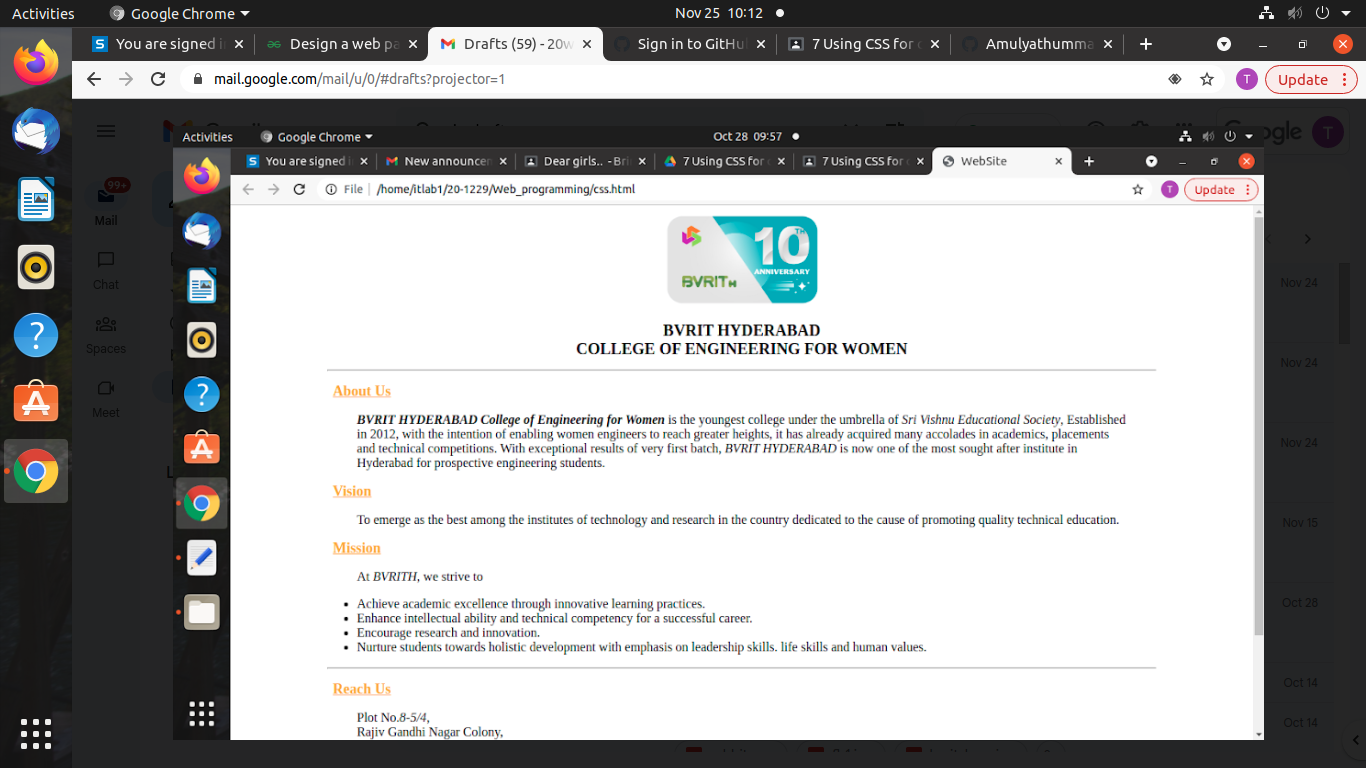 Activities Google Chrome Nov 25 10:12
You are signed i Design a web pa Drafts (59) - 20w Sign in to GitHu 7 Using CSS for c Amulyathumma
mail.google.com/mail/u/0/#drafts?projector=1 T Update
Activities Google Chrome Oct 28 09:57
You are signed i New announcem Dear girls.. - Bri 7 Using CSS for 7 Using CSS for c WebSite
File /home/itlab1/20-1229/Web_programming/css.html T Update
99+
Mail
Chat
Spaces
Meet
10TH
ANNIVERSARY
BVRITH
BVRIT HYDERABAD
COLLEGE OF ENGINEERING FOR WOMEN
About Us
BVRIT HYDERABAD College of Engineering for Women is the youngest college under the umbrella of Sri Vishnu Educational Society, Established
in 2012, with the intention of enabling women engineers to reach greater heights, it has already acquired many accolades in academics, placements
and technical competitions. With exceptional results of very first batch, BVRIT HYDERABAD is now one of the most sought after institute in
Hyderabad for prospective engineering students.
Vision
To emerge as the best among the institutes of technology and research in the country dedicated to the cause of promoting quality technical education.
Mission
At BVRITH, we strive to
Achieve academic excellence through innovative learning practices.
Enhance intellectual ability and technical competency for a successful career.
Encourage research and innovation.
Nurture students towards holistic development with emphasis on leadership skills. life skills and human values.
Reach Us
Plot No.8-5/4,
Rajiv Gandhi Nagar Colony,
T
Nov 24
Nov 24
Nov 24
Nov 15
Oct 28
Oct 14
Oct 14